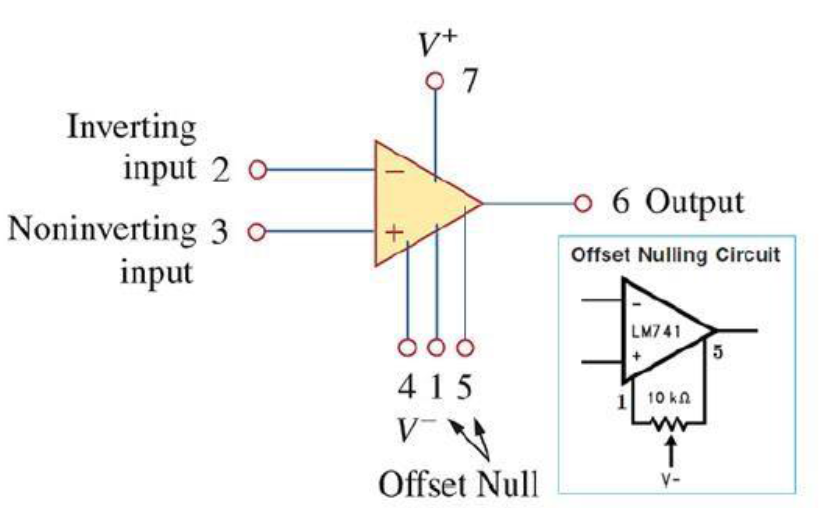 V+
7
Inverting
input 2
−
6 Output
Noninverting 3
input
+
Offset Nulling Circuit
-
LM741
+
5
1
10 kΩ
V-
4 1 5
V−
Offset Null